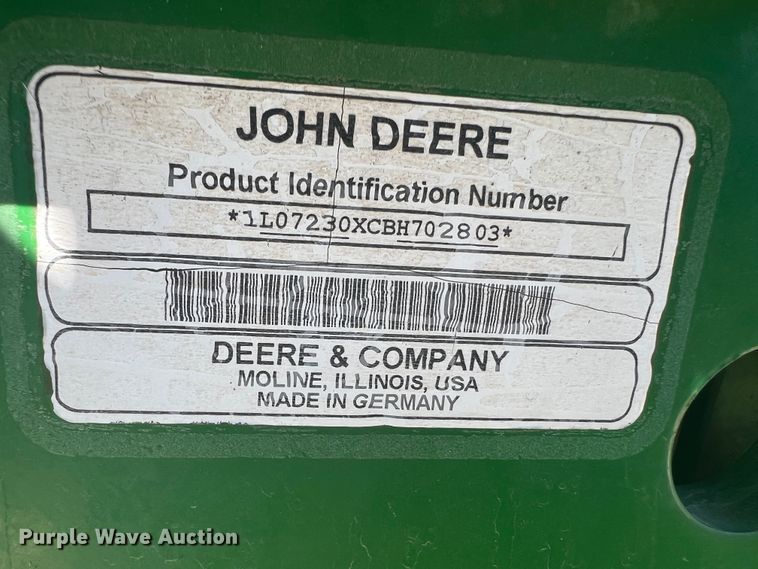 JOHN DEERE
Product Identification Number
*1L07230XCBH702803*
DEERE & COMPANY
MOLINE, ILLINOIS, USA
MADE IN GERMANY
Purple Wave Auction